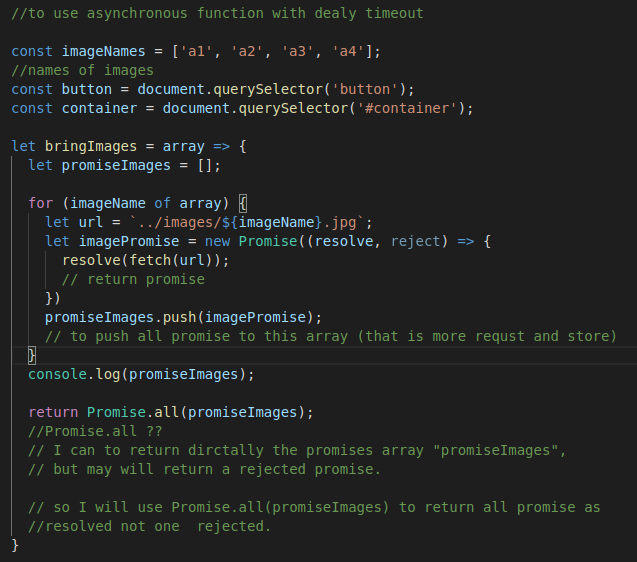 //to use asynchronous function with dealy timeout
const imageNames = ['a1', 'a2', 'a3', 'a4'];
//names of images
const button = document.querySelector('button');
const container = document.querySelector('#container');
let bringImages = array => {
let promiseImages = [];
for (imageName of array) {
let url = `../images/${imageName}.jpg`;
let imagePromise = new Promise((resolve, reject) => {
resolve(fetch(url));
// return promise
})
promiseImages.push(imagePromise);
// to push all promise to this array (that is more requst and store)
}
console.log(promiseImages);
return Promise.all(promiseImages);
//Promise.all ??
// I can to return dirctally the promises array "promiseImages",
// but may will return a rejected promise.
// so I will use Promise.all(promiseImages) to return all promise as
//resolved not one  rejected.
}